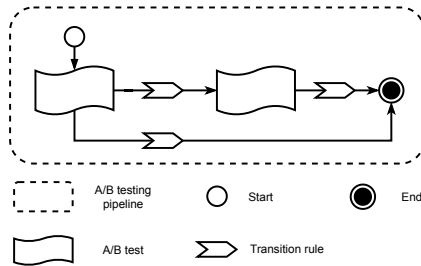 A/B testing
pipeline
Start
End
A/B test
Transition rule